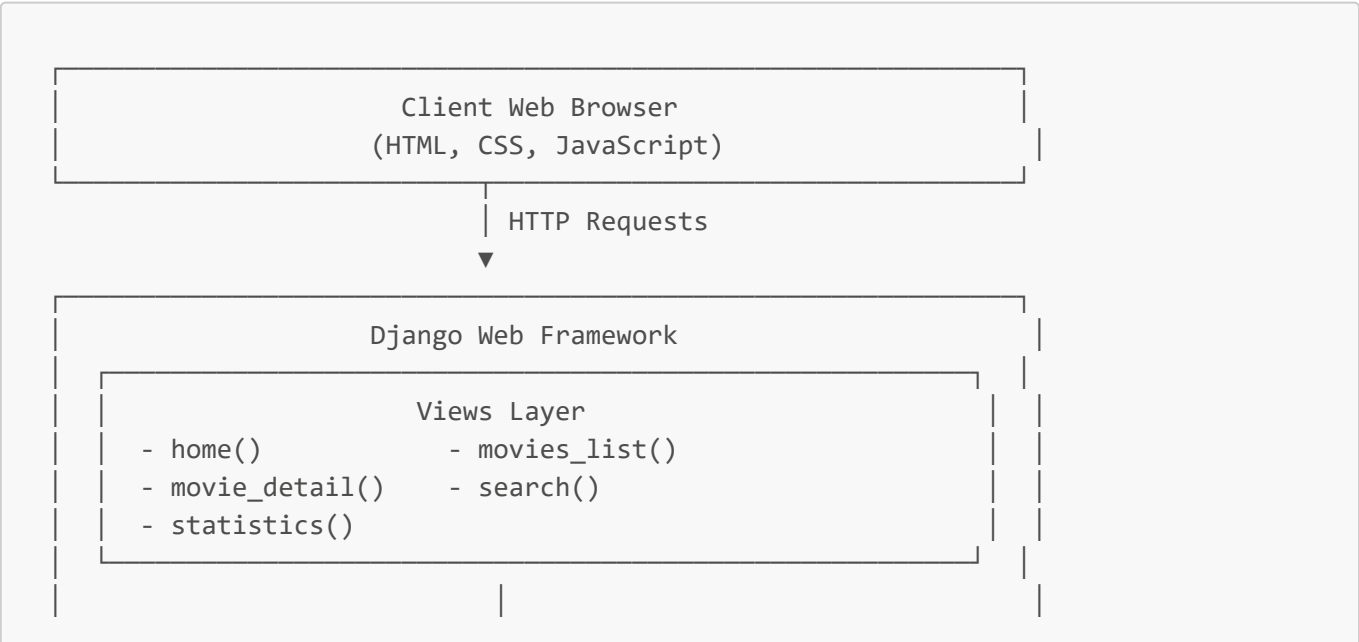 Client Web Browser
(HTML, CSS, JavaScript)
HTTP Requests
Django Web Framework
Views Layer
- home() - movies_list()
- movie_detail() - search()
- statistics()